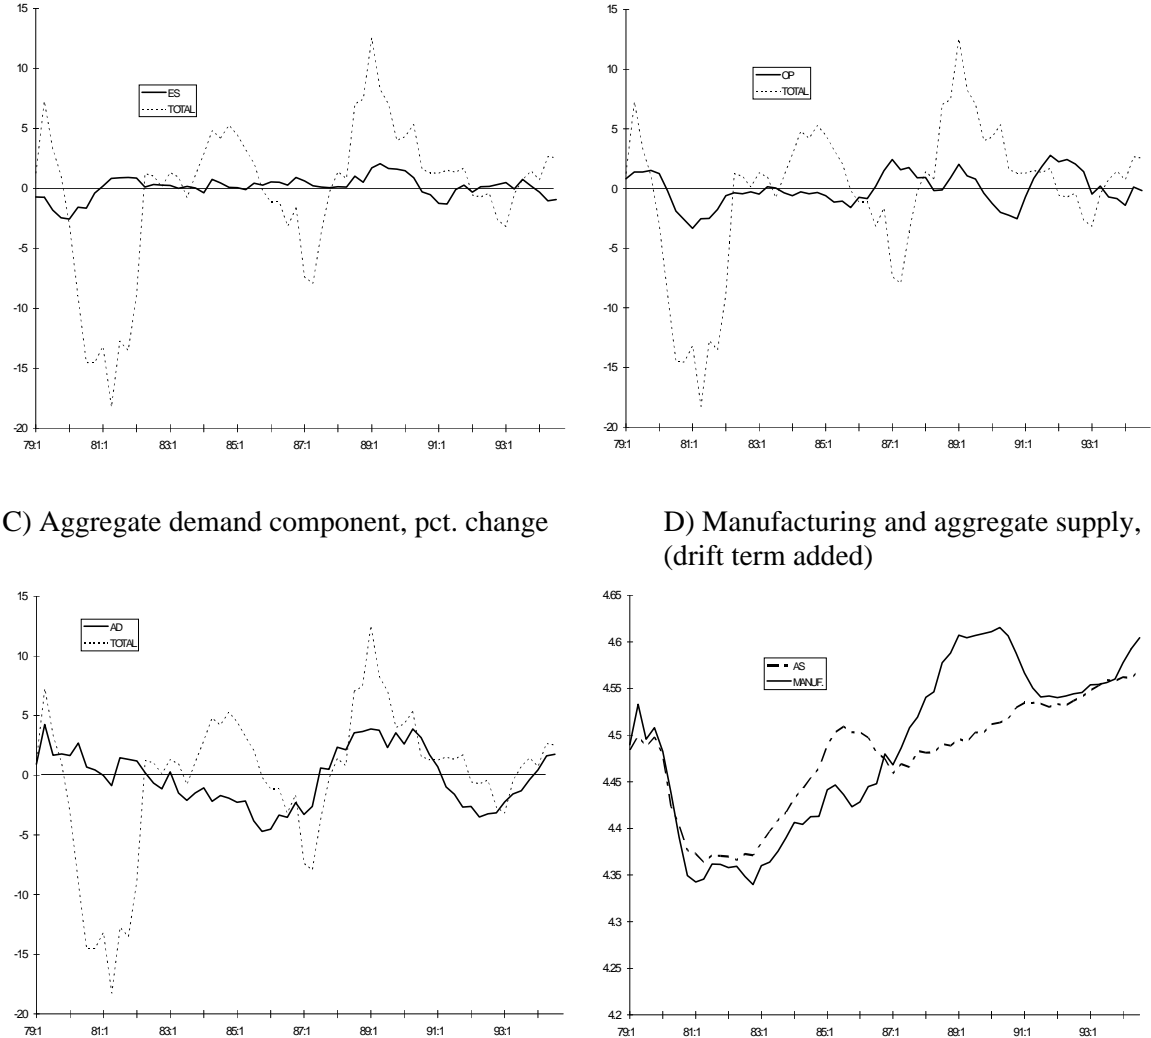 15
10
5
0
-5
-10
-15
-20
ES
TOTAL
79:1 81:1 83:1 85:1 87:1 89:1 91:1 93:1
15
10
5
0
-5
-10
-15
-20
OP
TOTAL
79:1 81:1 83:1 85:1 87:1 89:1 91:1 93:1
C) Aggregate demand component, pct. change
D) Manufacturing and aggregate supply,
(drift term added)
15
10
5
0
-5
-10
-15
-20
AD
TOTAL
79:1 81:1 83:1 85:1 87:1 89:1 91:1 93:1
4.65
4.6
4.55
4.5
4.45
4.4
4.35
4.3
4.25
4.2
AS
MANUF.
79:1 81:1 83:1 85:1 87:1 89:1 91:1 93:1